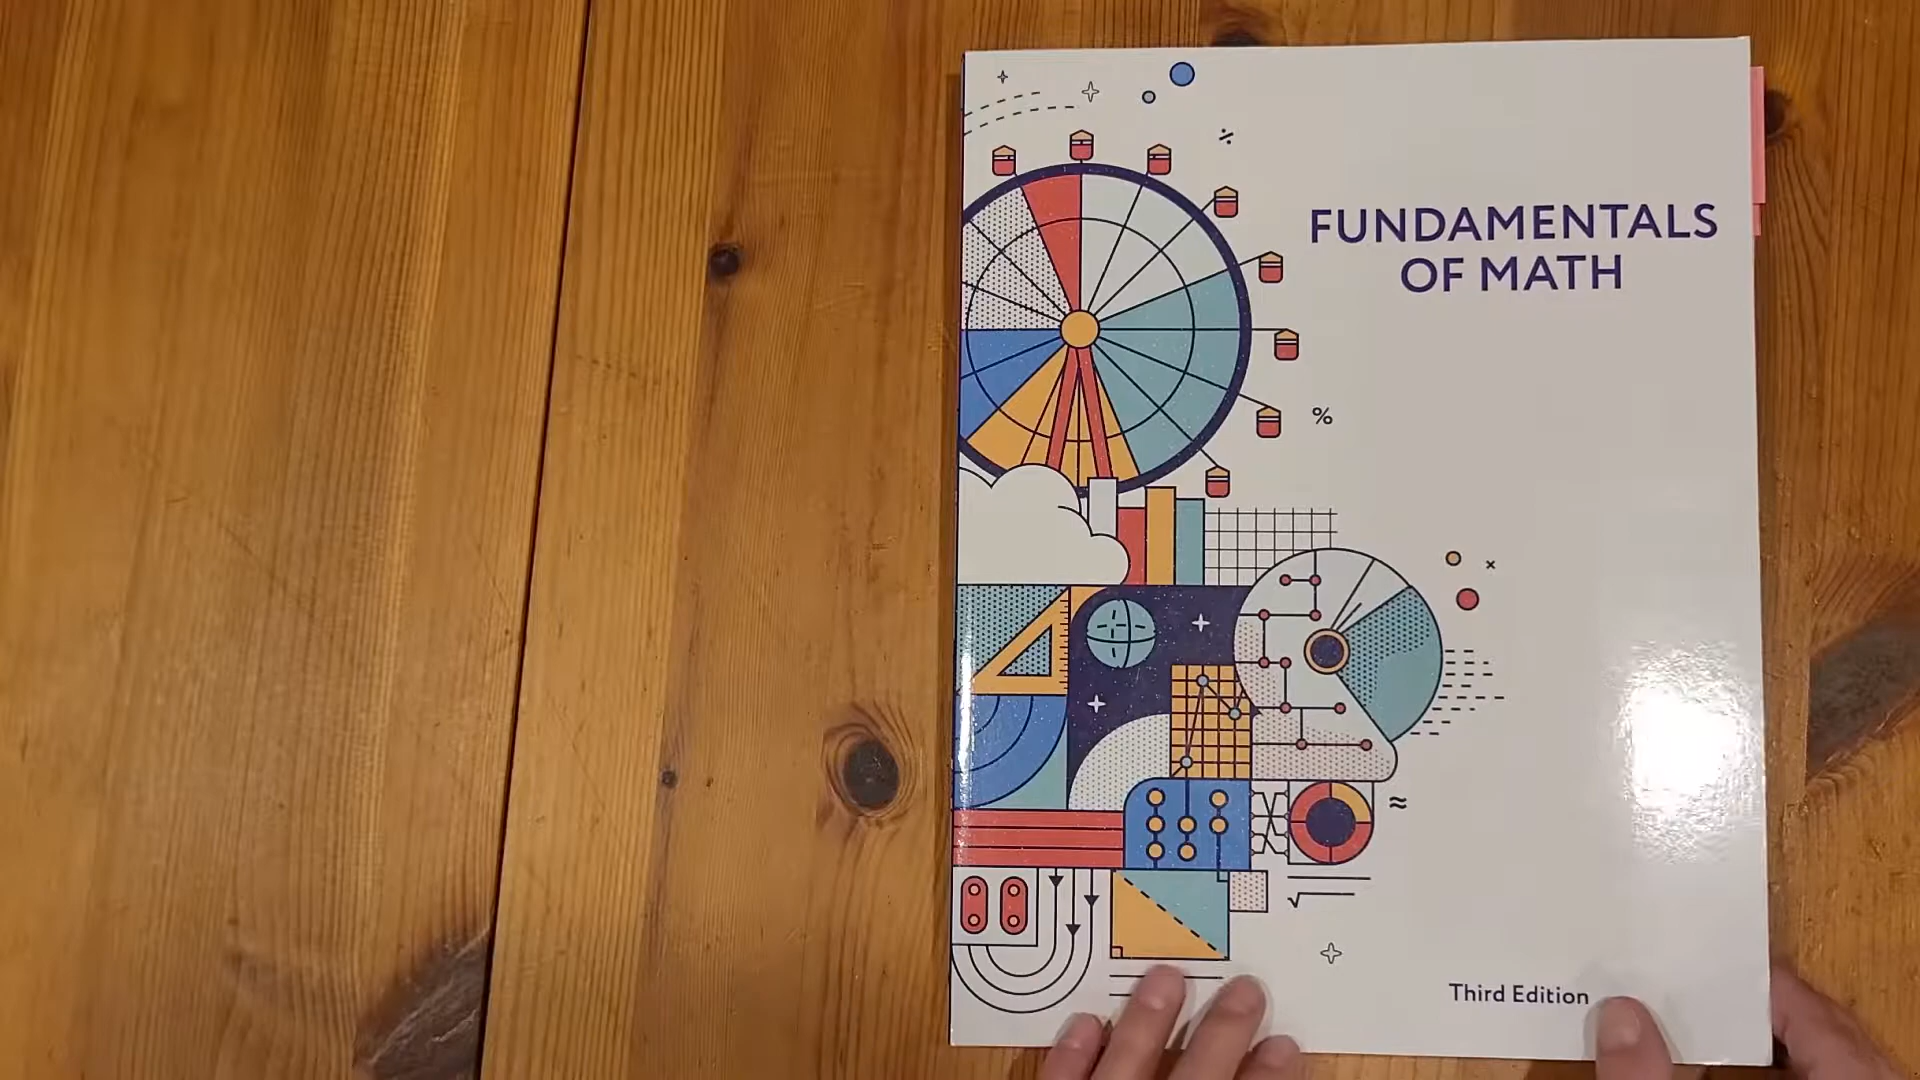 ÷
FUNDAMENTALS
OF MATH
%
×
≈
√
Third Edition